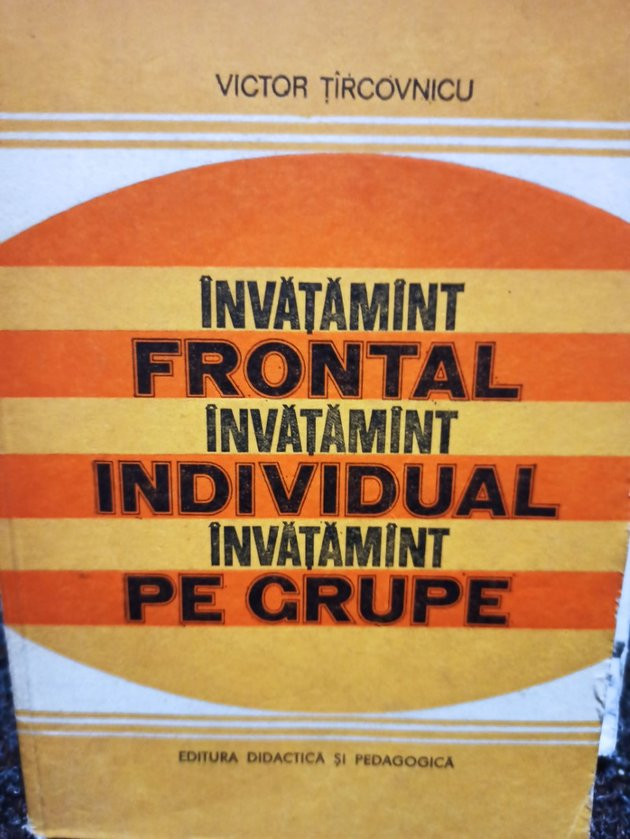 VICTOR ȚÎRCOVNICU
ÎNVĂȚĂMÎNT
FRONTAL
ÎNVĂȚĂMÎNT
INDIVIDUAL
ÎNVĂȚĂMÎNT
PE GRUPE
EDITURA DIDACTICĂ ȘI PEDAGOGICĂ